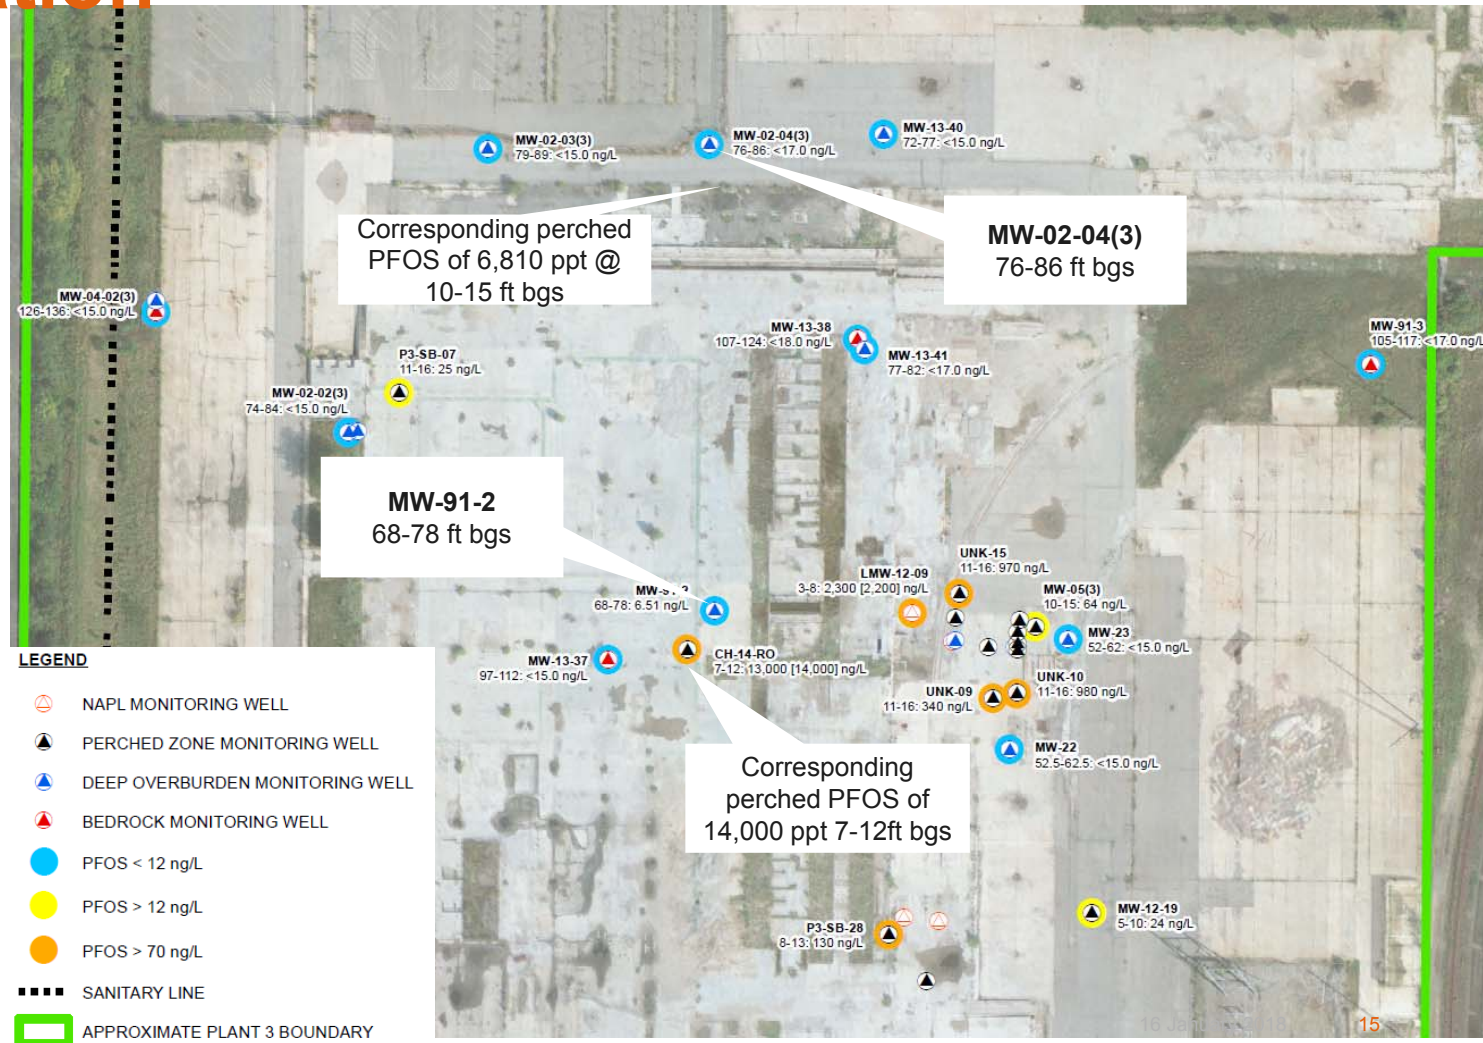 MW-02-03(3)
79-89: <15.0 ng/L
MW-02-04(3)
76-86: <17.0 ng/L
MW-13-40
72-77: <15.0 ng/L
Corresponding perched
PFOS of 6,810 ppt @
10-15 ft bgs
MW-02-04(3)
76-86 ft bgs
MW-04-02(3)
126-136: <15.0 ng/L
MW-13-38
107-124: <18.0 ng/L
MW-13-41
77-82: <17.0 ng/L
MW-91-3
105-117: <17.0 ng/L
P3-SB-07
11-16: 25 ng/L
MW-02-02(3)
74-84: <15.0 ng/L
MW-91-2
68-78 ft bgs
68-78: 6.51 ng/L
LMW-12-09
3-8: 2,300 [2,200] ng/L
UNK-15
11-16: 970 ng/L
MW-05(3)
10-15: 64 ng/L
MW-23
52-62: <15.0 ng/L
MW-13-37
97-112: <15.0 ng/L
CH-14-RO
7-12: 13,000 [14,000] ng/L
UNK-09
11-16: 340 ng/L
UNK-10
11-16: 980 ng/L
MW-22
52.5-62.5: <15.0 ng/L
Corresponding
perched PFOS of
14,000 ppt 7-12ft bgs
P3-SB-28
8-13: 130 ng/L
MW-12-19
5-10: 24 ng/L
LEGEND
NAPL MONITORING WELL
PERCHED ZONE MONITORING WELL
DEEP OVERBURDEN MONITORING WELL
BEDROCK MONITORING WELL
PFOS < 12 ng/L
PFOS > 12 ng/L
PFOS > 70 ng/L
SANITARY LINE
APPROXIMATE PLANT 3 BOUNDARY
16
15